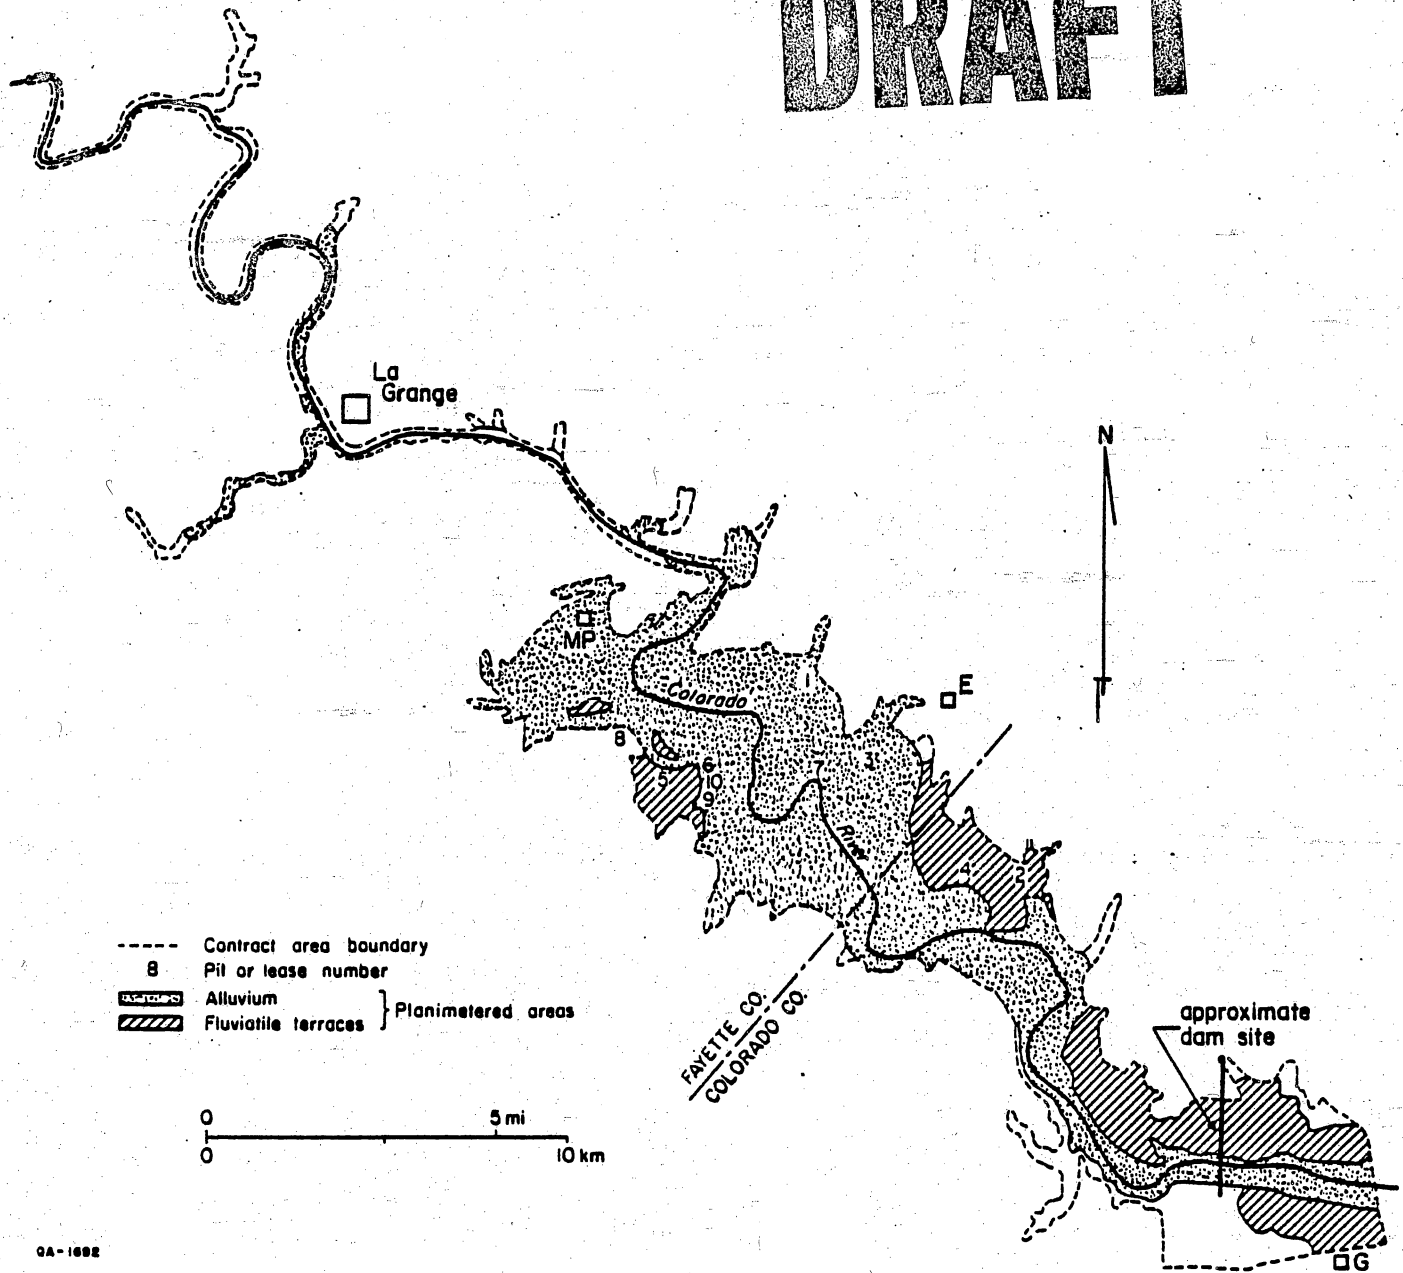 DRAFT
La
Grange
N
MP
E
Colorado
1
8
7
3
6
5
10
9
River
4
2
11
1
---- Contract area boundary
8 Pit or lease number
Alluvium
Fluviatile terraces
Planimetered areas
FAYETTE CO.
COLORADO CO.
approximate
dam site
0 5 mi
0 10 km
QA-1692
G